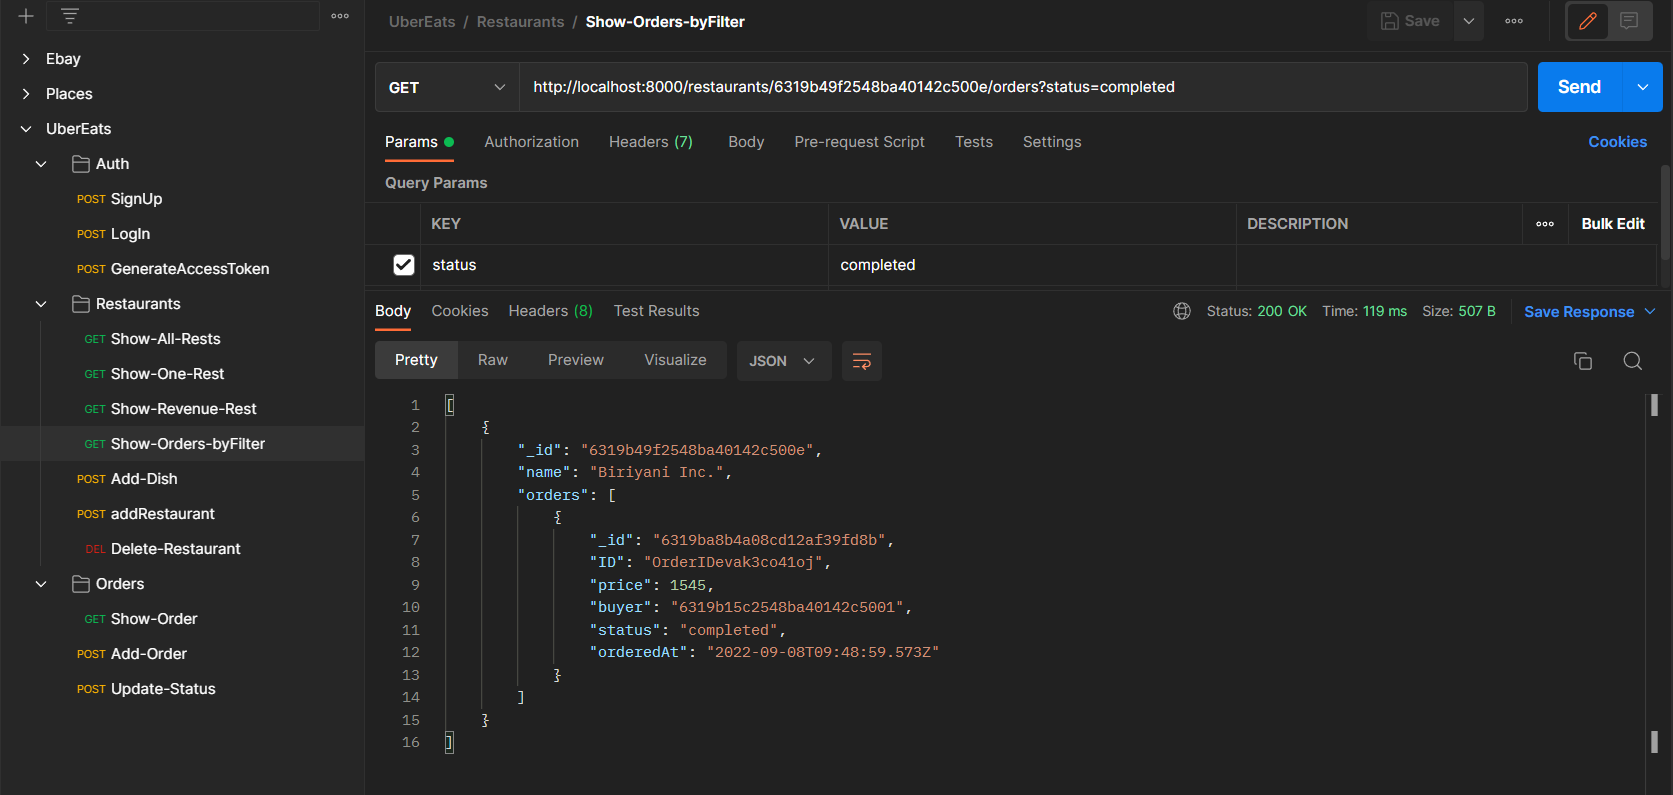 Ebay
Places
UberEats
Auth
POST SignUp
POST LogIn
POST GenerateAccessToken
Restaurants
GET Show-All-Rests
GET Show-One-Rest
GET Show-Revenue-Rest
GET Show-Orders-byFilter
POST Add-Dish
POST addRestaurant
DEL Delete-Restaurant
Orders
GET Show-Order
POST Add-Order
POST Update-Status
UberEats / Restaurants / Show-Orders-byFilter
Save
GET http://localhost:8000/restaurants/6319b49f2548ba40142c500e/orders?status=completed Send
Params Authorization Headers (7) Body Pre-request Script Tests Settings Cookies
Query Params
KEY VALUE DESCRIPTION Bulk Edit
status completed
Body Cookies Headers (8) Test Results Status: 200 OK Time: 119 ms Size: 507 B Save Response
Pretty Raw Preview Visualize JSON
1 [
2 {
3 "_id": "6319b49f2548ba40142c500e",
4 "name": "Biriyani Inc.",
5 "orders": [
6 {
7 "_id": "6319ba8b4a08cd12af39fd8b",
8 "ID": "OrderIDevak3co41oj",
9 "price": 1545,
10 "buyer": "6319b15c2548ba40142c5001",
11 "status": "completed",
12 "orderedAt": "2022-09-08T09:48:59.573Z"
13 }
14 ]
15 }
16 ]